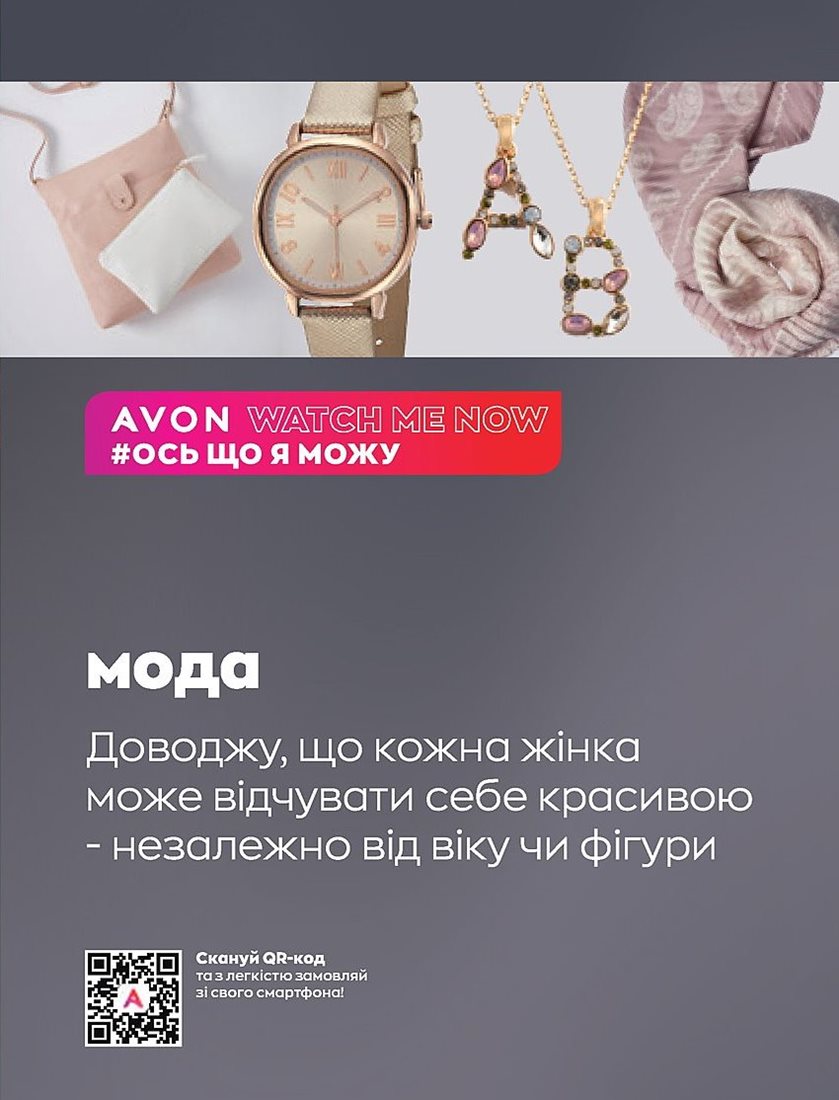 AVON WATCH ME NOW
#ОСЬ ЩО Я МОЖУ
мода
Доводжу, що кожна жінка
може відчувати себе красивою
- незалежно від віку чи фігури
Скануй QR-код
та з легкістю замовляй
зі свого смартфона!